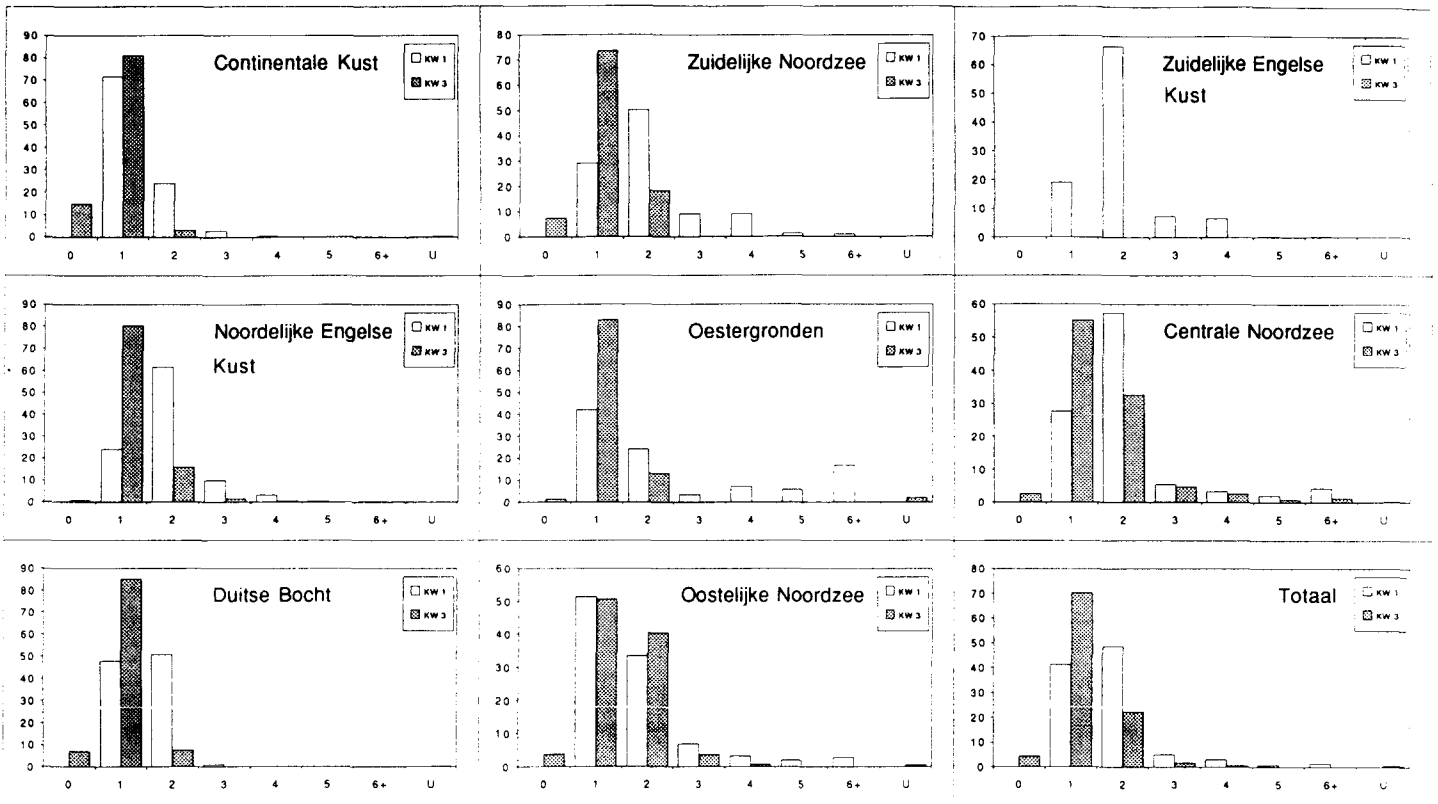 Continentale Kust
KW 1
KW 3
90
80
70
60
50
40
30
20
10
0
0 1 2 3 4 5 6+ U
Zuidelijke Noordzee
KW 1
KW 3
80
70
60
50
40
30
20
10
0
0 1 2 3 4 5 6+ U
Zuidelijke Engelse
Kust
KW 1
KW 3
70
60
50
40
30
20
10
0
0 1 2 3 4 5 6+ U
Noordelijke Engelse
Kust
KW 1
KW 3
90
80
70
60
50
40
30
20
10
0
0 1 2 3 4 5 6+ U
Oestergronden
KW 1
KW 3
90
80
70
60
50
40
30
20
10
0
0 1 2 3 4 5 6+ U
Centrale Noordzee
KW 1
KW 3
60
50
40
30
20
10
0
0 1 2 3 4 5 6+ U
Duitse Bocht
KW 1
KW 3
90
80
70
60
50
40
30
20
10
0
0 1 2 3 4 5 6+ U
Oostelijke Noordzee
KW 1
KW 3
60
50
40
30
20
10
0
0 1 2 3 4 5 6+ U
Totaal
KW 1
KW 3
80
70
60
50
40
30
20
10
0
0 1 2 3 4 5 6+ U